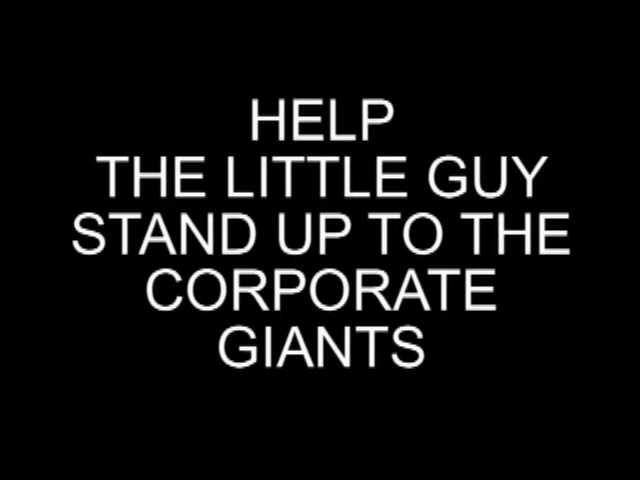 HELP
THE LITTLE GUY
STAND UP TO THE
CORPORATE
GIANTS